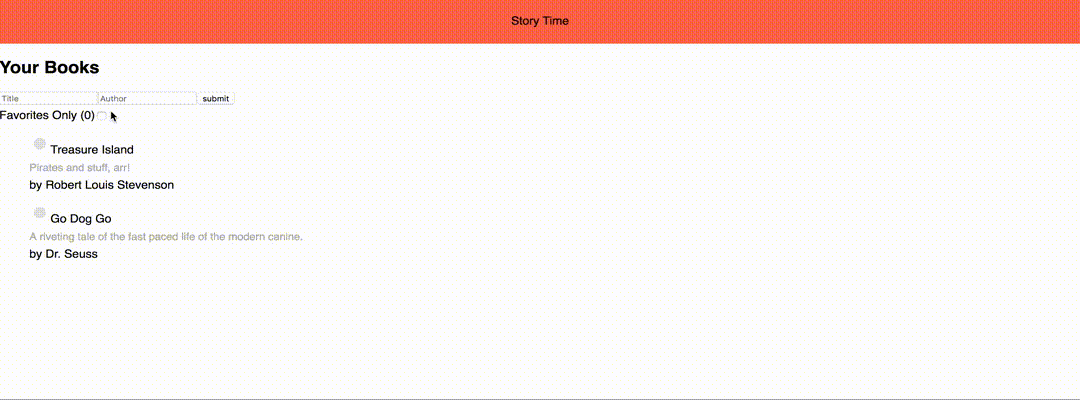 Story Time
Your Books
Title Author submit
Favorites Only (0)
Treasure Island
Pirates and stuff, arr!
by Robert Louis Stevenson
Go Dog Go
A riveting tale of the fast paced life of the modern canine.
by Dr. Seuss